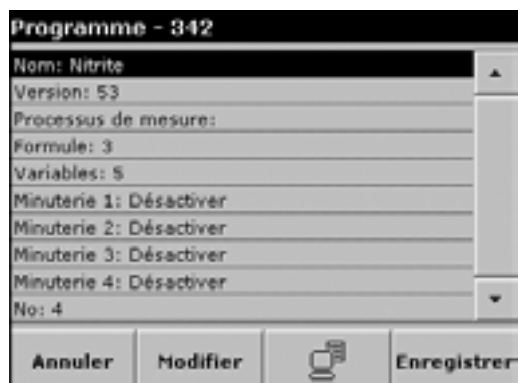 Programme - 342
Nom: Nitrite
Version: 53
Processus de mesure:
Formule: 3
Variables: 5
Minuterie 1: Désactiver
Minuterie 2: Désactiver
Minuterie 3: Désactiver
Minuterie 4: Désactiver
No: 4
Annuler
Modifier
Enregistrer